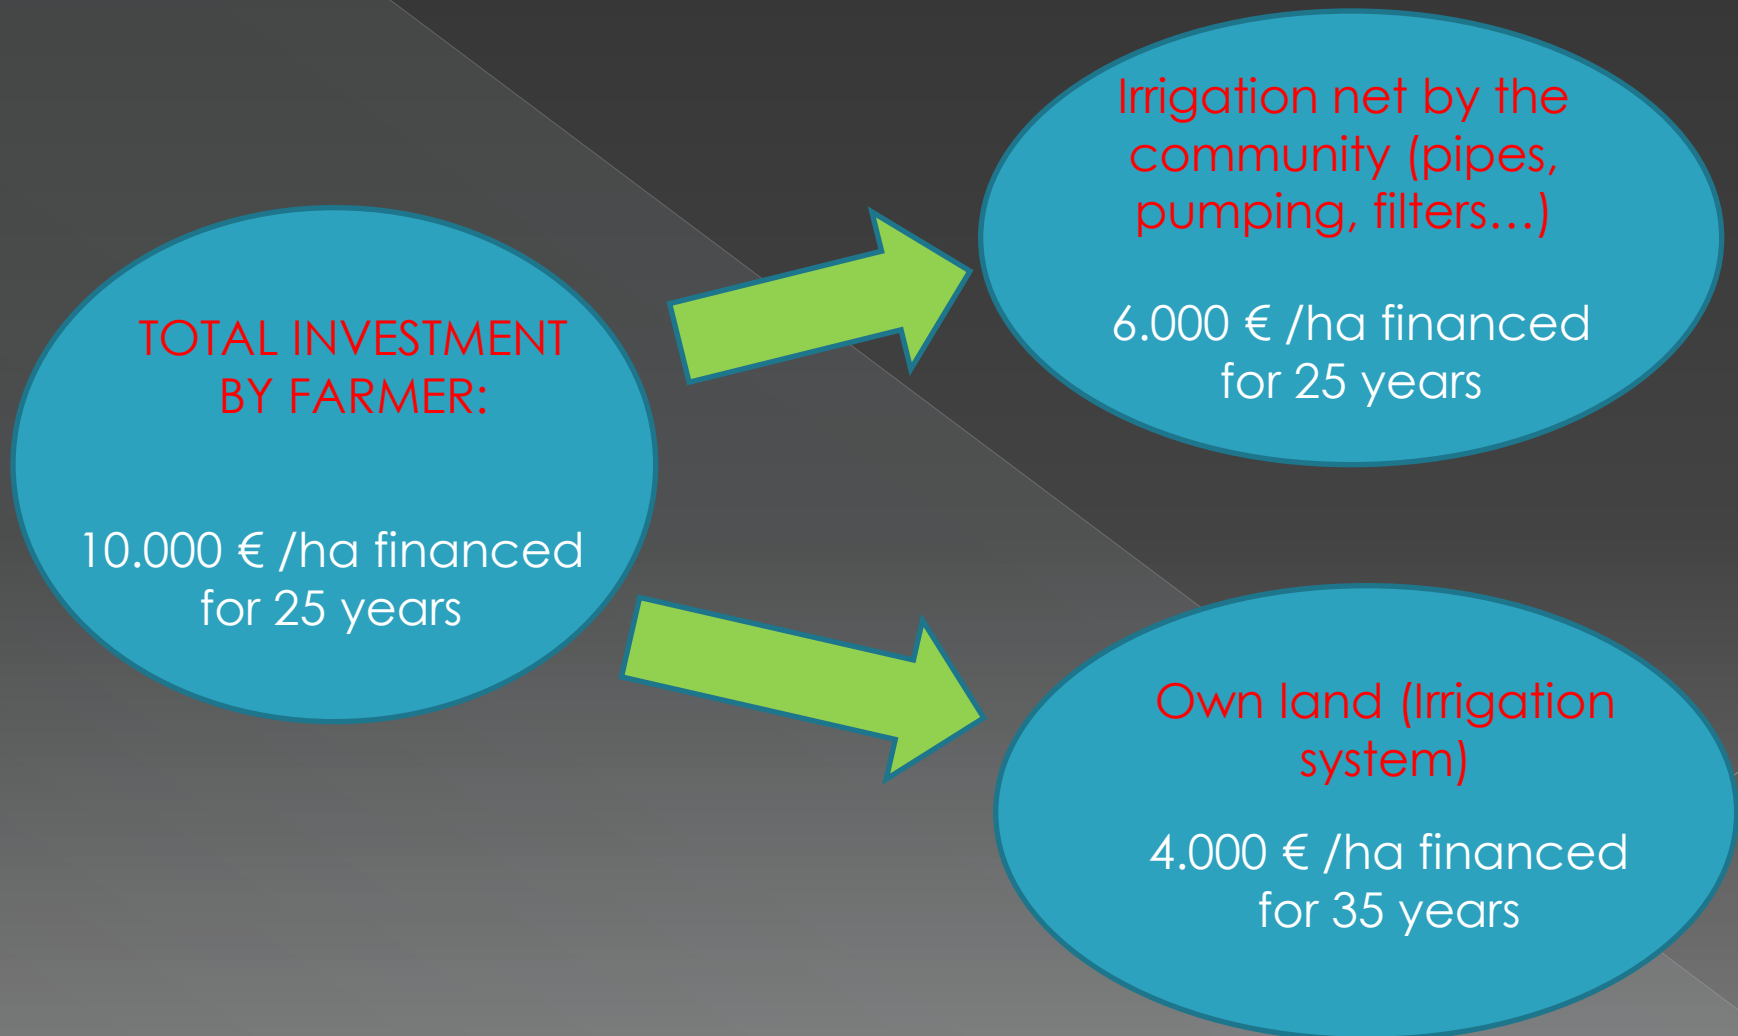 TOTAL INVESTMENT
BY FARMER:
10.000 € /ha financed
for 25 years
Irrigation net by the
community (pipes,
pumping, filters…)
6.000 € /ha financed
for 25 years
Own land (Irrigation
system)
4.000 € /ha financed
for 35 years